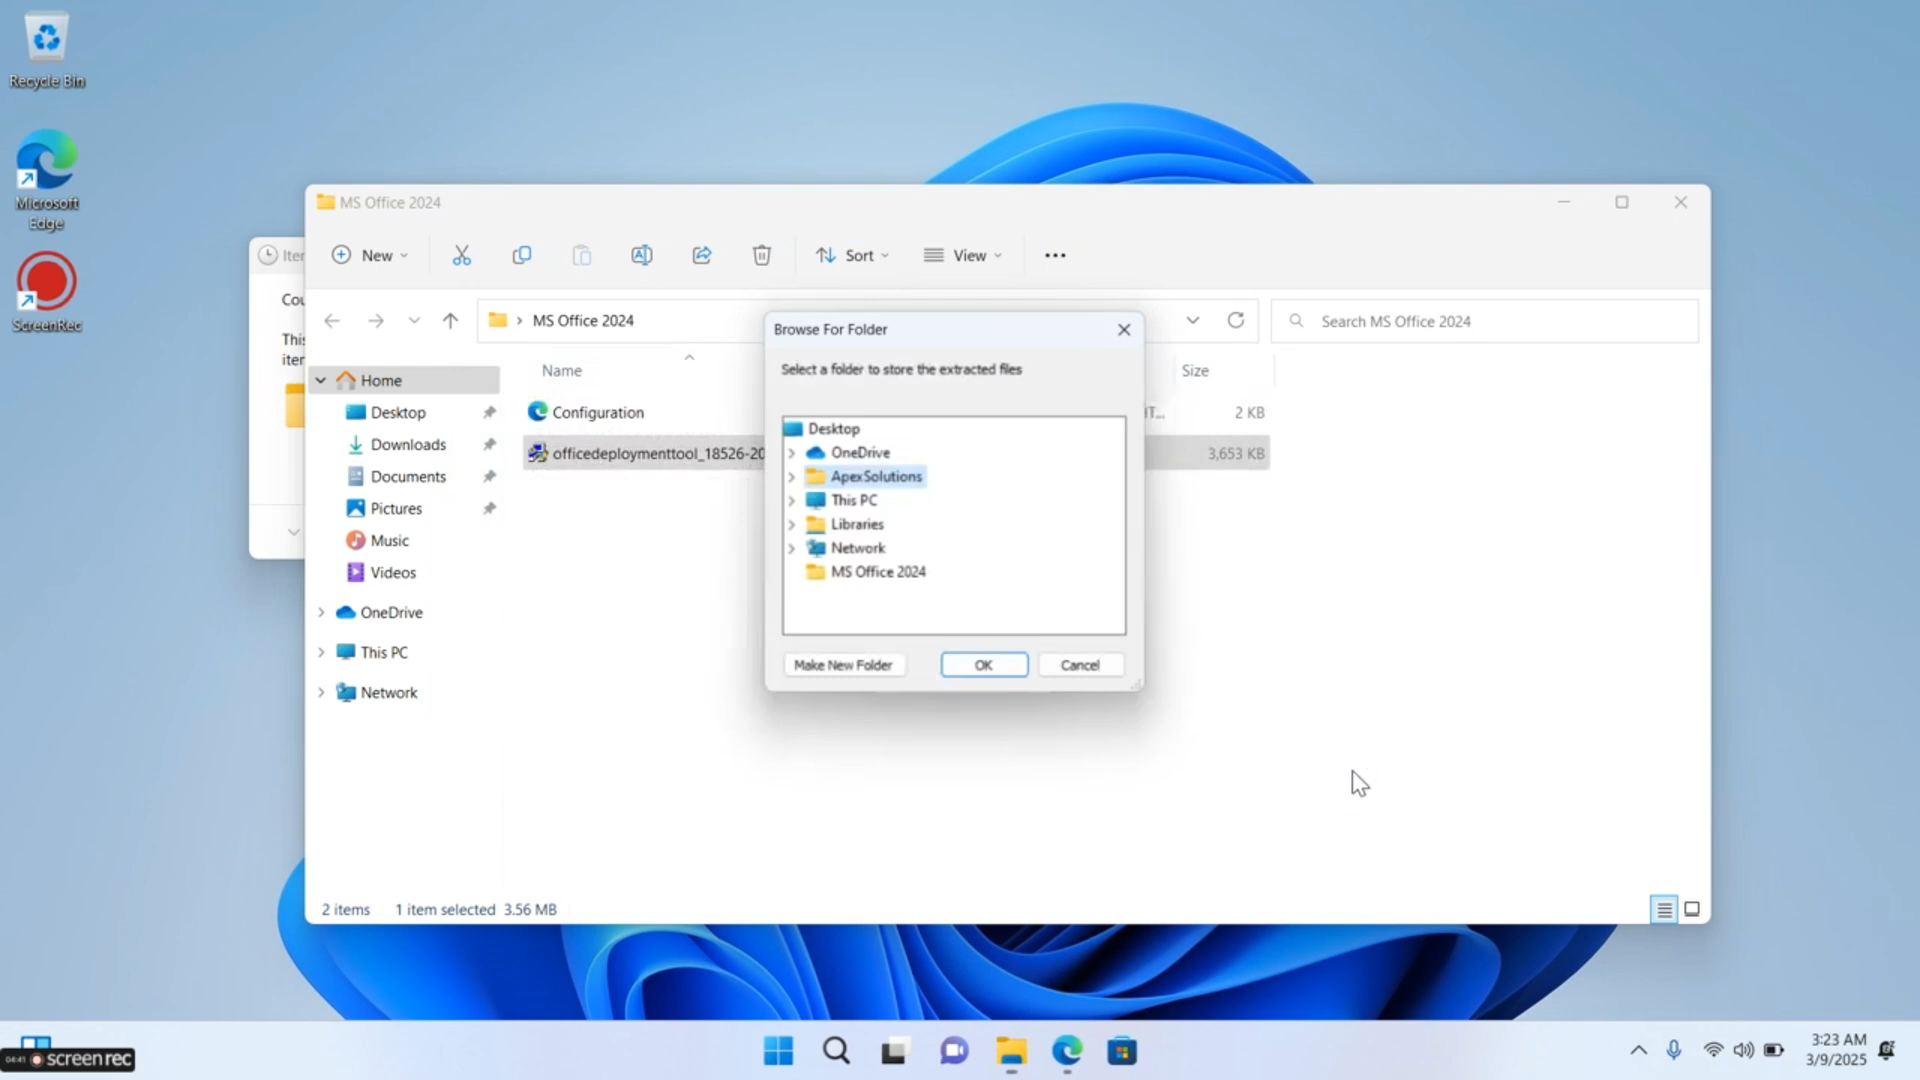 Recycle Bin
Microsoft
Edge
ScreenRec
MS Office 2024
New
Sort
View
MS Office 2024
Search MS Office 2024
Home
Desktop
Downloads
Documents
Pictures
Music
Videos
OneDrive
This PC
Network
Name
Size
Configuration
IT...
2 KB
officedeploymenttool_18526-20
3,653 KB
Browse For Folder
Select a folder to store the extracted files
Desktop
OneDrive
ApexSolutions
This PC
Libraries
Network
MS Office 2024
Make New Folder
OK
Cancel
2 items
1 item selected 3.56 MB
04:41 screenrec
3:23 AM
3/9/2025